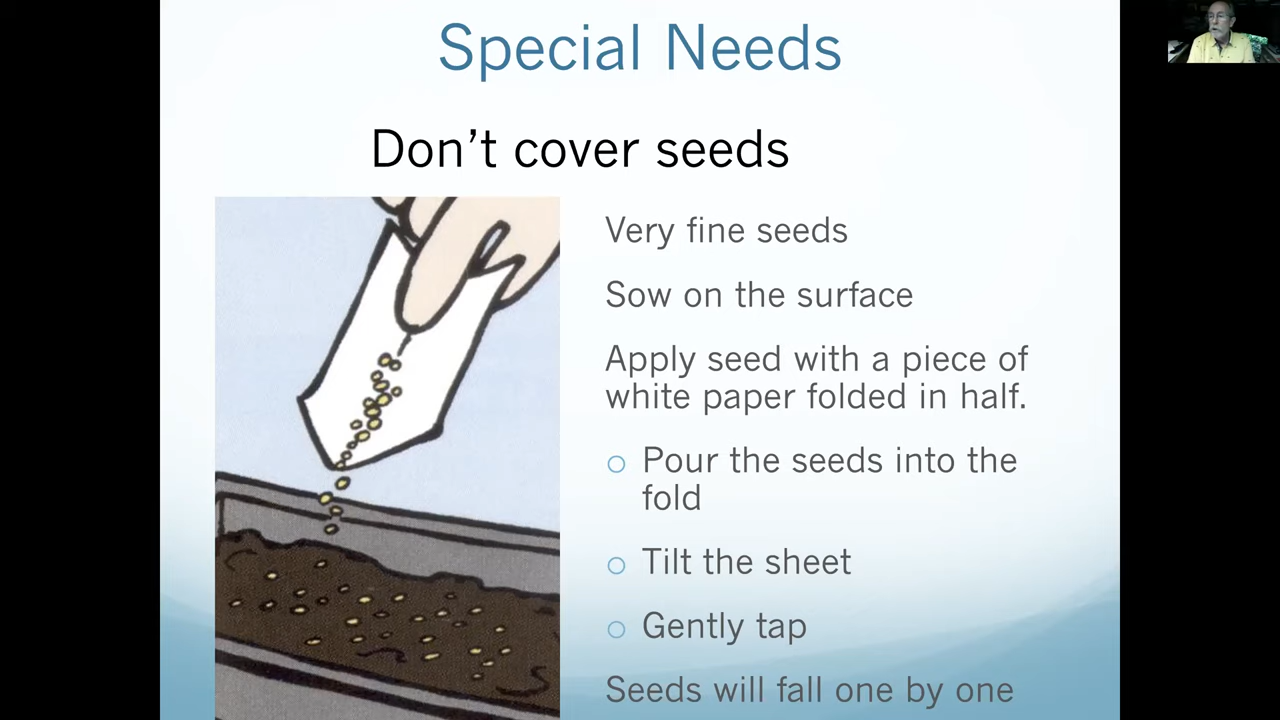 Special Needs
Don’t cover seeds
Very fine seeds
Sow on the surface
Apply seed with a piece of
white paper folded in half.
Pour the seeds into the
fold
Tilt the sheet
Gently tap
Seeds will fall one by one